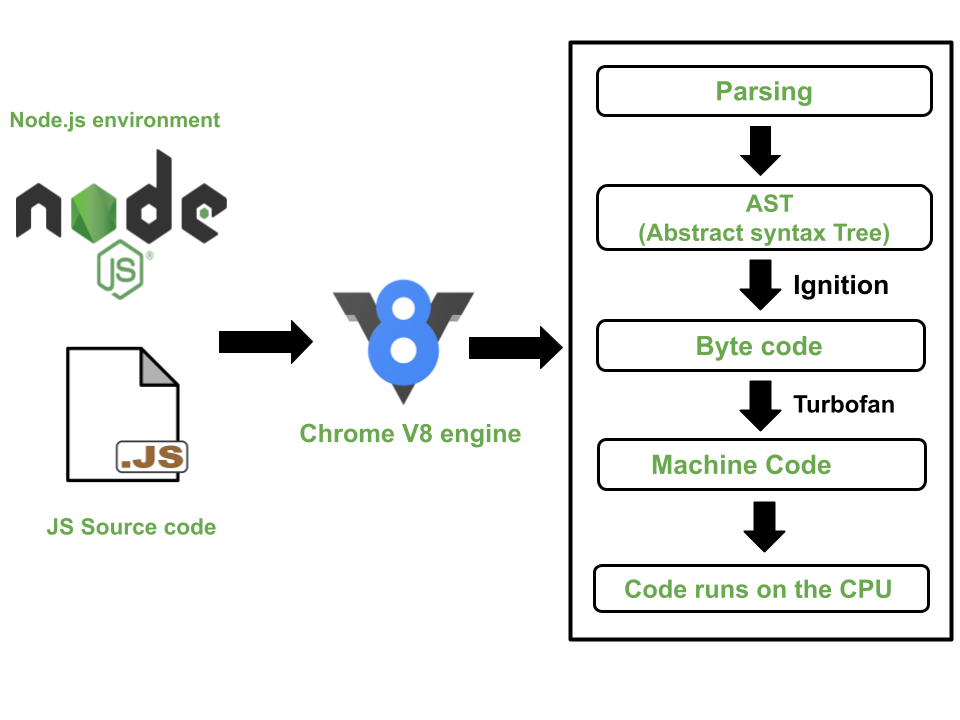 Node.js environment
node
JS
®
.JS
JS Source code
8
Chrome V8 engine
Parsing
AST
(Abstract syntax Tree)
Ignition
Byte code
Turbofan
Machine Code
Code runs on the CPU